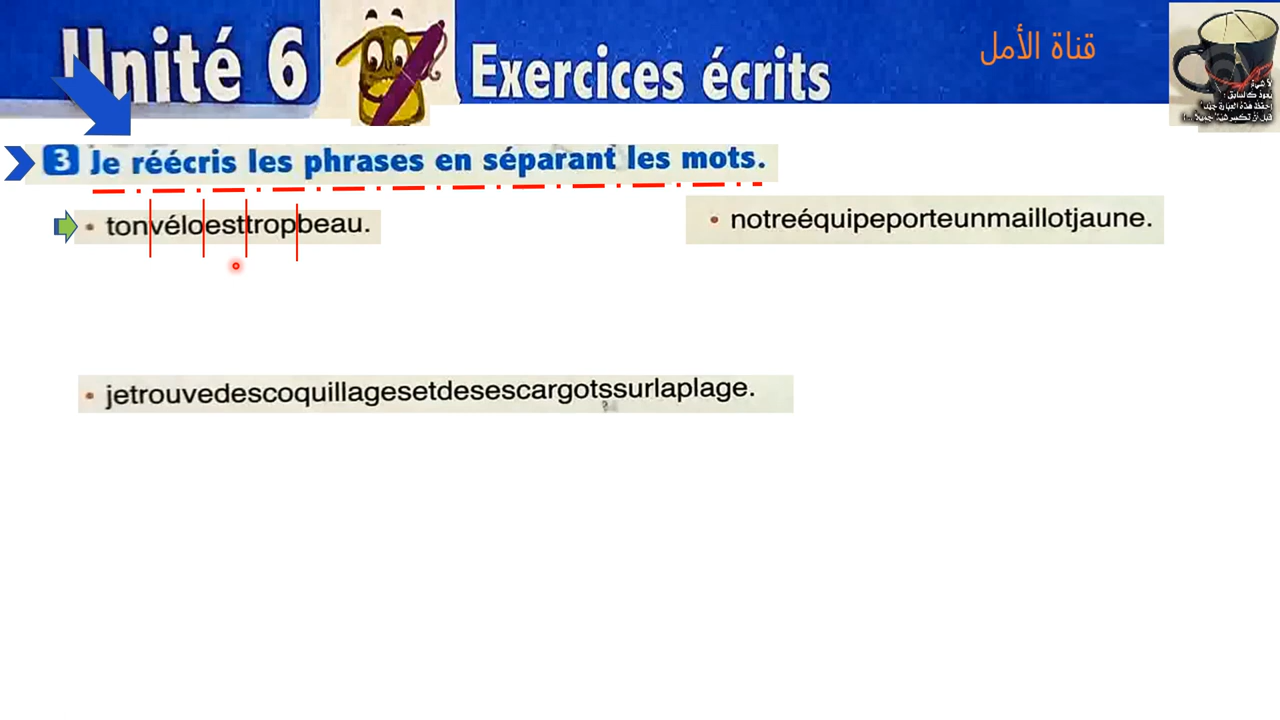 Unité 6 Exercices écrits
قناة الأمل
3 Je réécris les phrases en séparant les mots.
• tonvéloesttropbeau.
• notreéquipeporteunmaillotjaune.
• jetrouvedescoquillagesetdesescargotssurlaplage.